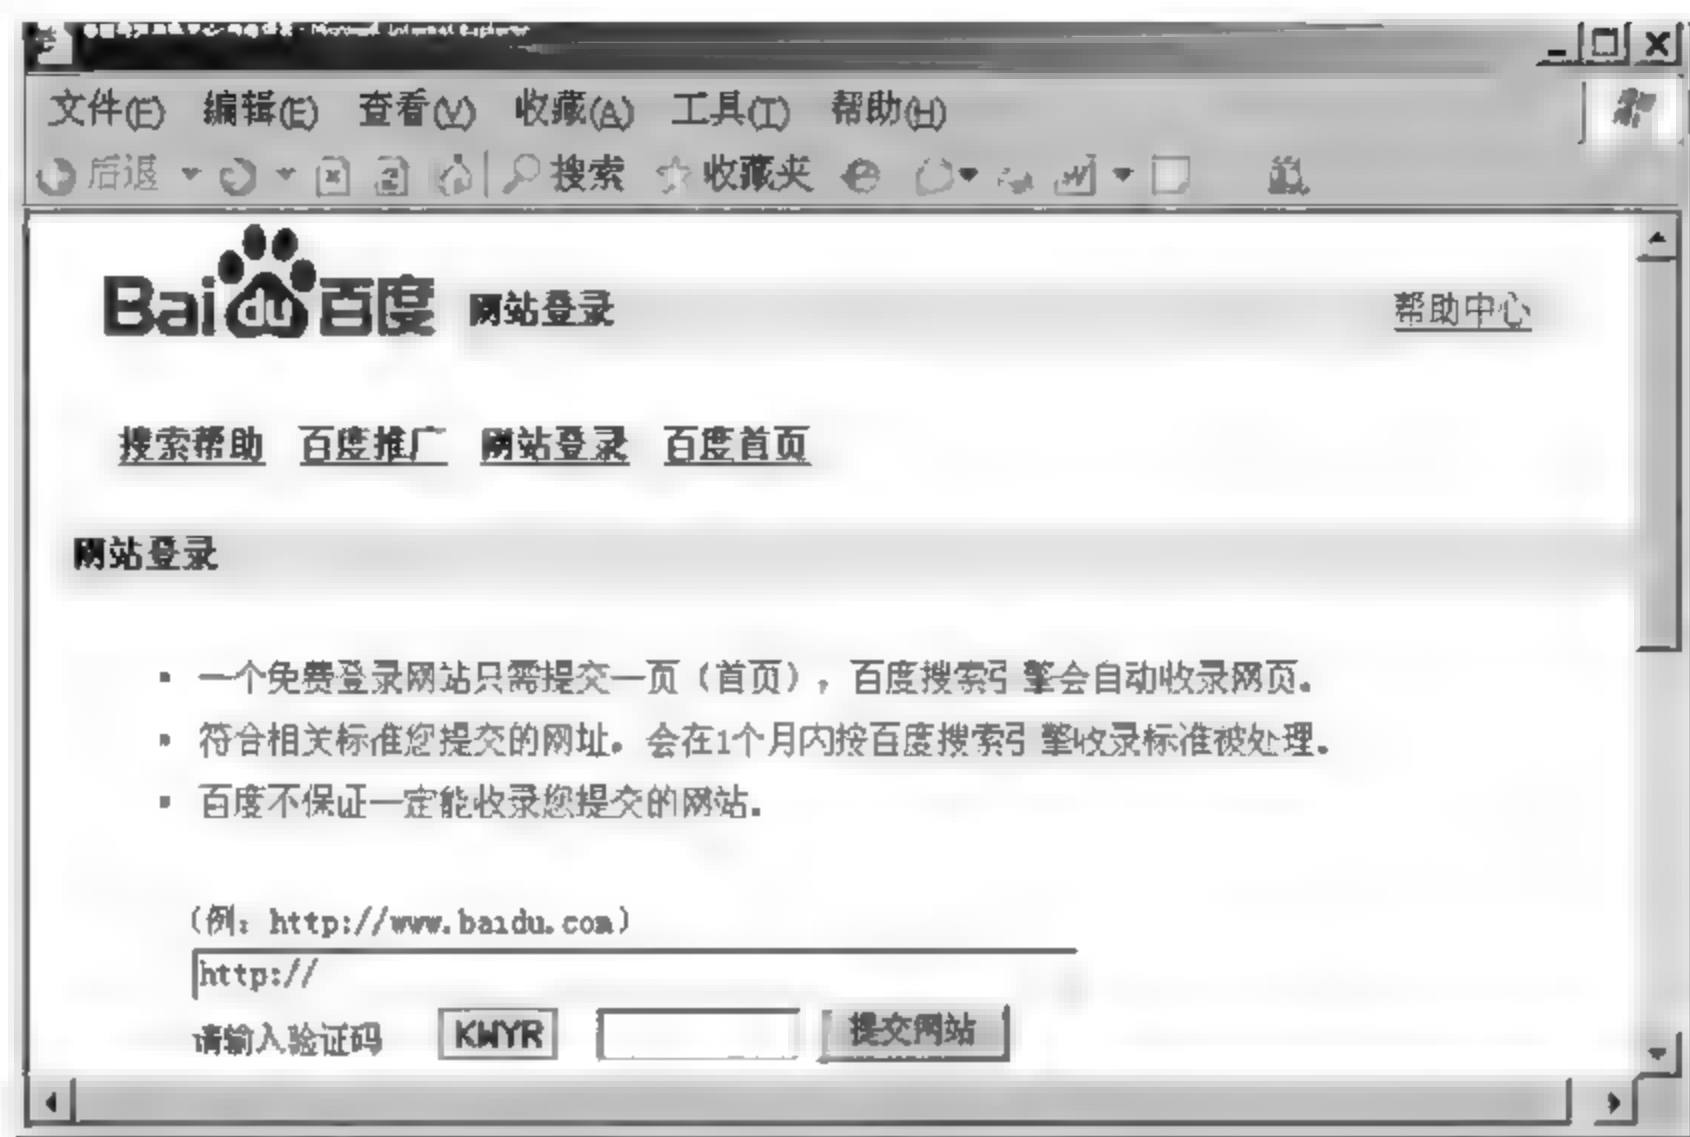 Microsoft Internet Explorer
文件(F) 编辑(E) 查看(V) 收藏(A) 工具(T) 帮助(H)
后退 搜索 收藏夹
Baidu百度 网站登录 帮助中心
搜索帮助 百度推广 网站登录 百度首页
网站登录
▪ 一个免费登录网站只需提交一页（首页），百度搜索引擎会自动收录网页。
▪ 符合相关标准您提交的网址。会在1个月内按百度搜索引擎收录标准被处理。
▪ 百度不保证一定能收录您提交的网站。
（例：http://www.baidu.com）
http://
请输入验证码 KWYR 提交网站